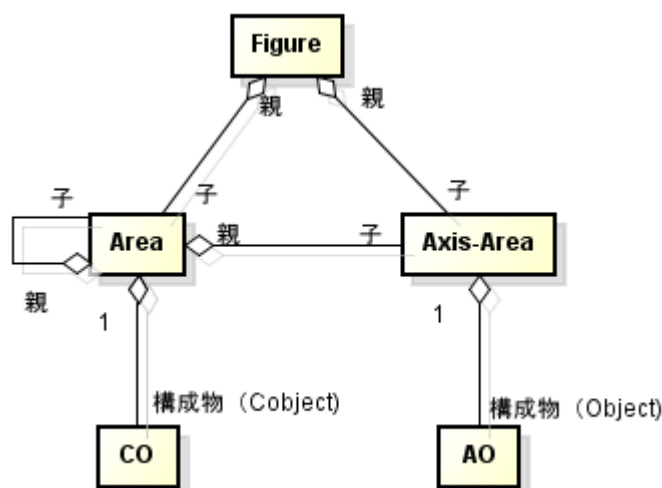 Figure
親
親
子
子
子
Area
親
子
Axis-Area
親
1
1
構成物（Cobject)
構成物（Object)
CO
AO